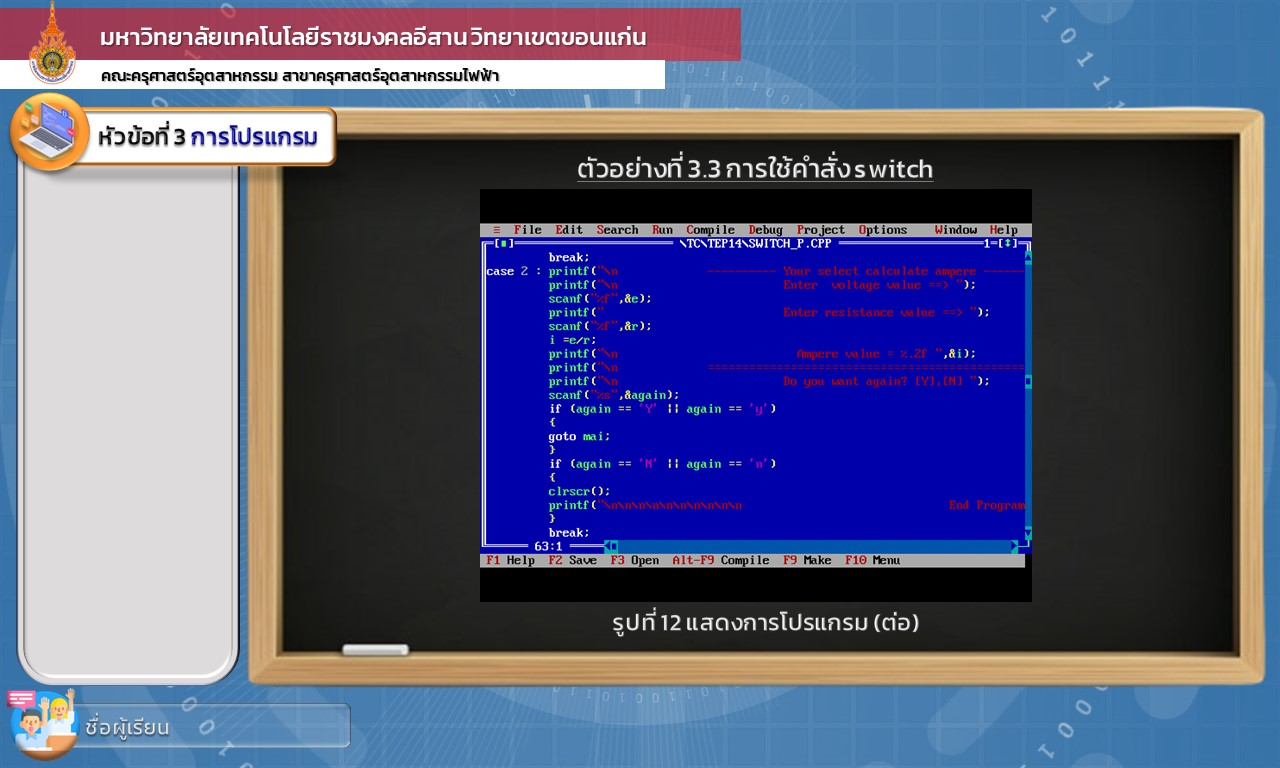 มหาวิทยาลัยเทคโนโลยีราชมงคลอีสาน วิทยาเขตขอนแก่น
คณะครุศาสตร์อุตสาหกรรม สาขาครุศาสตร์อุตสาหกรรมไฟฟ้า
หัวข้อที่ 3 การโปรแกรม
ตัวอย่างที่ 3.3 การใช้คำสั่ง switch
≡ File Edit Search Run Compile Debug Project Options Window Help
[■] \TC\TEP14\SWITCH_P.CPP 1=[↕]
break;
case 2 : printf("\n ---------- Your select calculate ampere ------
printf("\n Enter voltage value ==> ");
scanf("%f",&e);
printf(" Enter resistance value ==> ");
scanf("%f",&r);
i =e/r;
printf("\n Ampere value = %.2f ",&i);
printf("\n ==============================================
printf("\n Do you want again? [Y],[N] ");
scanf("%s",&again);
if (again == 'Y' || again == 'y')
{
goto mai;
}
if (again == 'N' || again == 'n')
{
clrscr();
printf("\n\n\n\n\n\n\n\n\n\n End Program
}
break;
63:1
F1 Help F2 Save F3 Open Alt-F9 Compile F9 Make F10 Menu
รูปที่ 12 แสดงการโปรแกรม (ต่อ)
ชื่อผู้เรียน